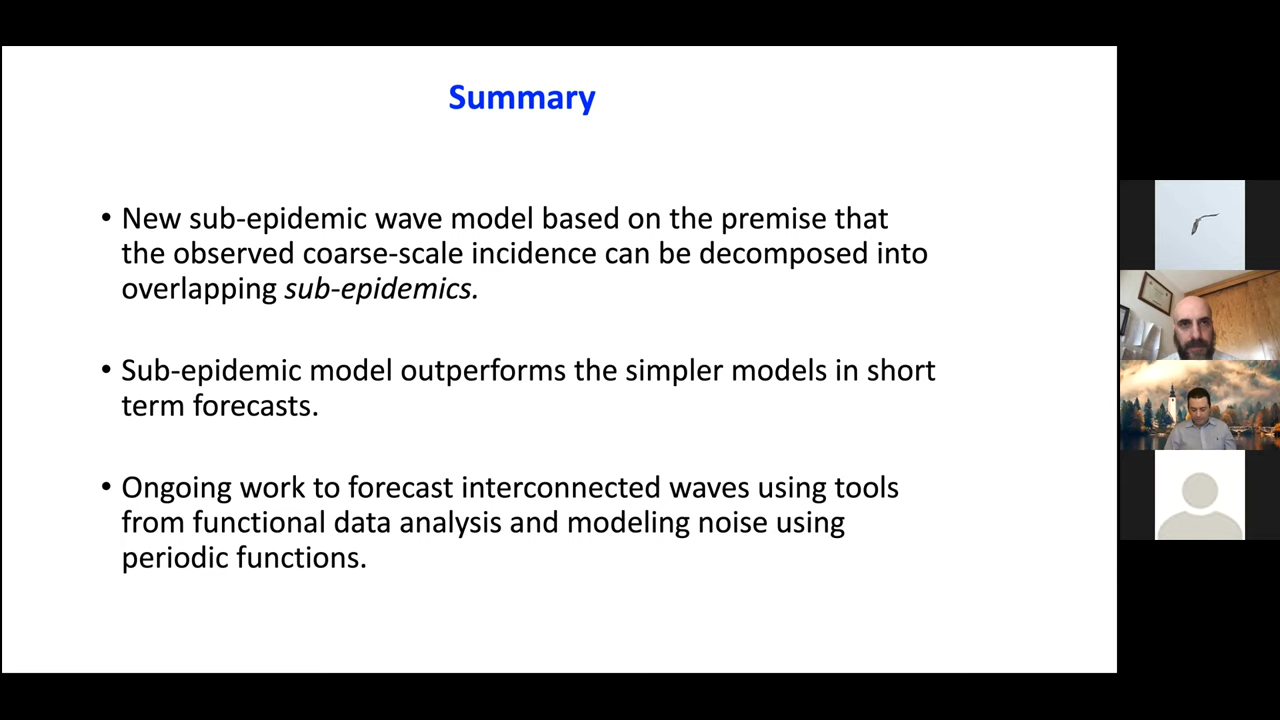 Summary
• New sub-epidemic wave model based on the premise that
the observed coarse-scale incidence can be decomposed into
overlapping sub-epidemics.
• Sub-epidemic model outperforms the simpler models in short
term forecasts.
• Ongoing work to forecast interconnected waves using tools
from functional data analysis and modeling noise using
periodic functions.